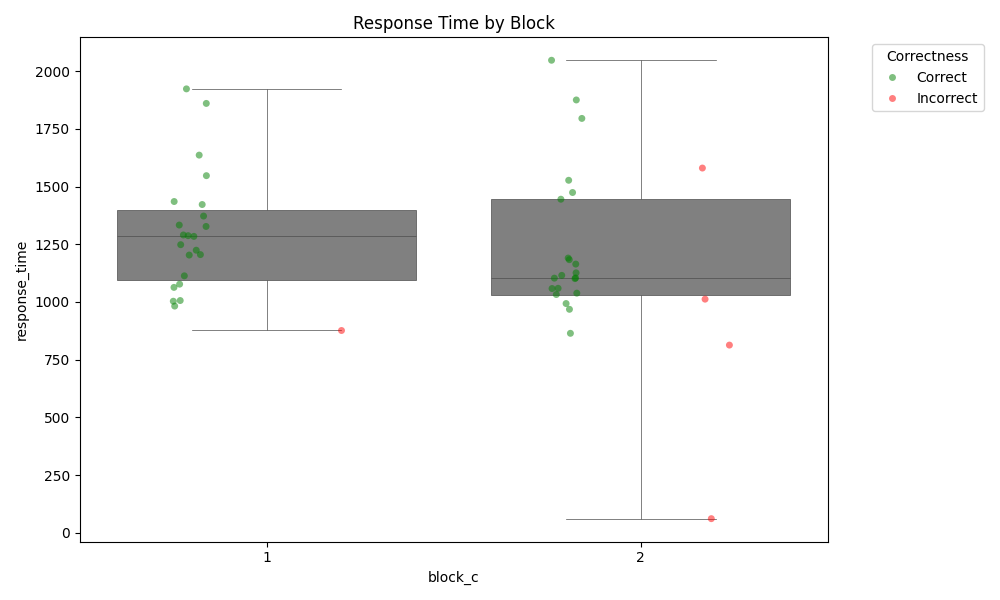 Response Time by Block
Correctness
Correct
Incorrect
response_time
2000
1750
1500
1250
1000
750
500
250
0
1
2
block_c